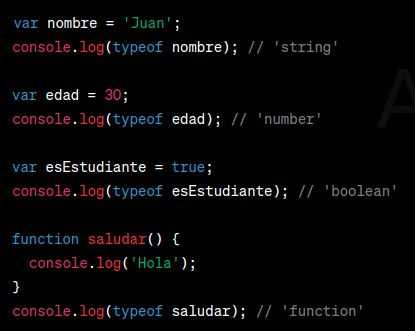 var nombre = 'Juan';
console.log(typeof nombre); // 'string'

var edad = 30;
console.log(typeof edad); // 'number'

var esEstudiante = true;
console.log(typeof esEstudiante); // 'boolean'

function saludar() {
  console.log('Hola');
}
console.log(typeof saludar); // 'function'